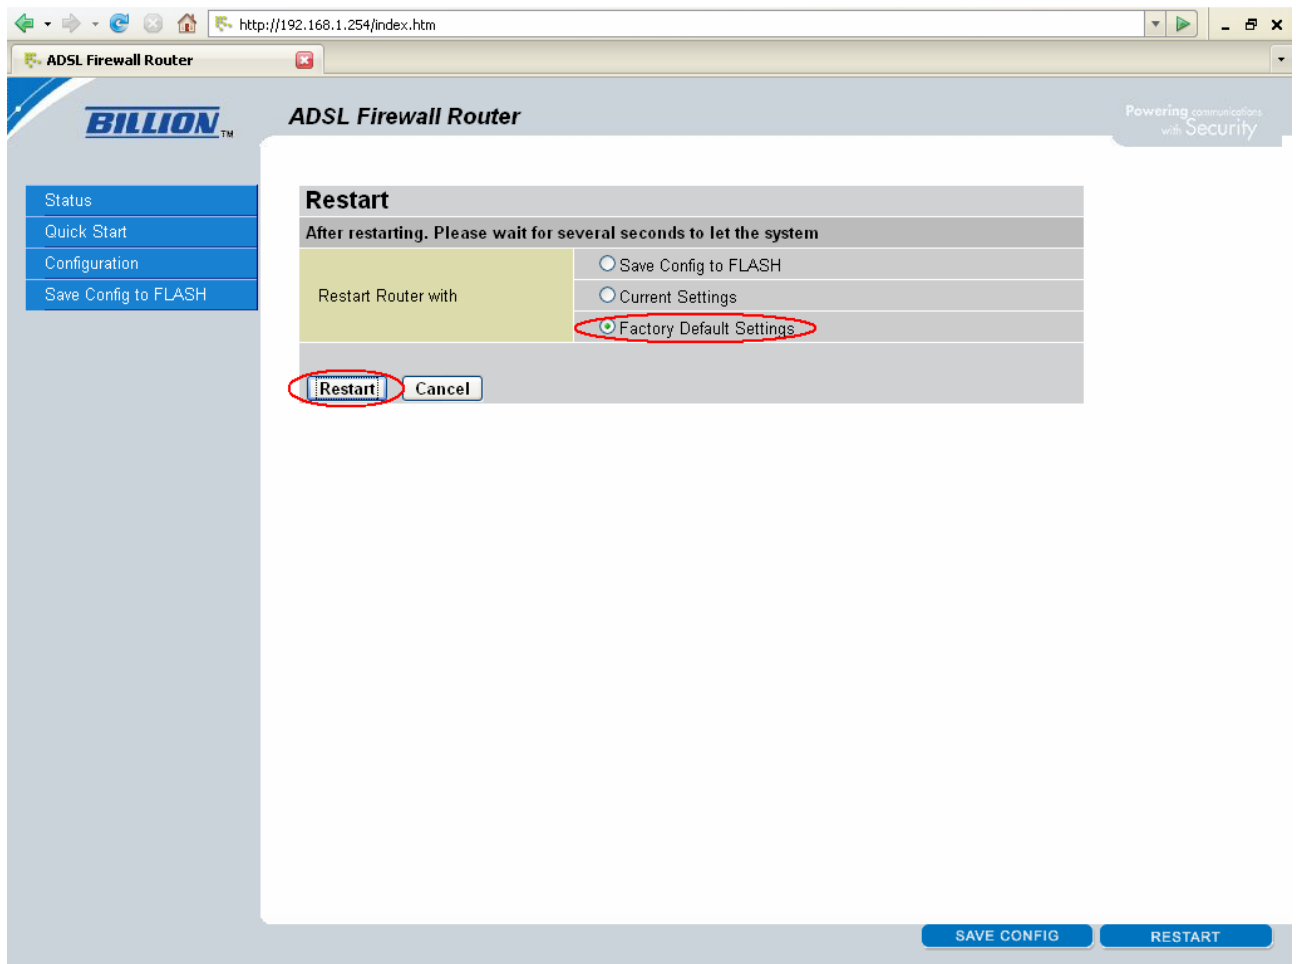 http://192.168.1.254/index.htm
ADSL Firewall Router
BILLION TM
ADSL Firewall Router
Powering communications
with Security
Status
Quick Start
Configuration
Save Config to FLASH
Restart
After restarting. Please wait for several seconds to let the system
Restart Router with
Save Config to FLASH
Current Settings
Factory Default Settings
Restart
Cancel
SAVE CONFIG
RESTART